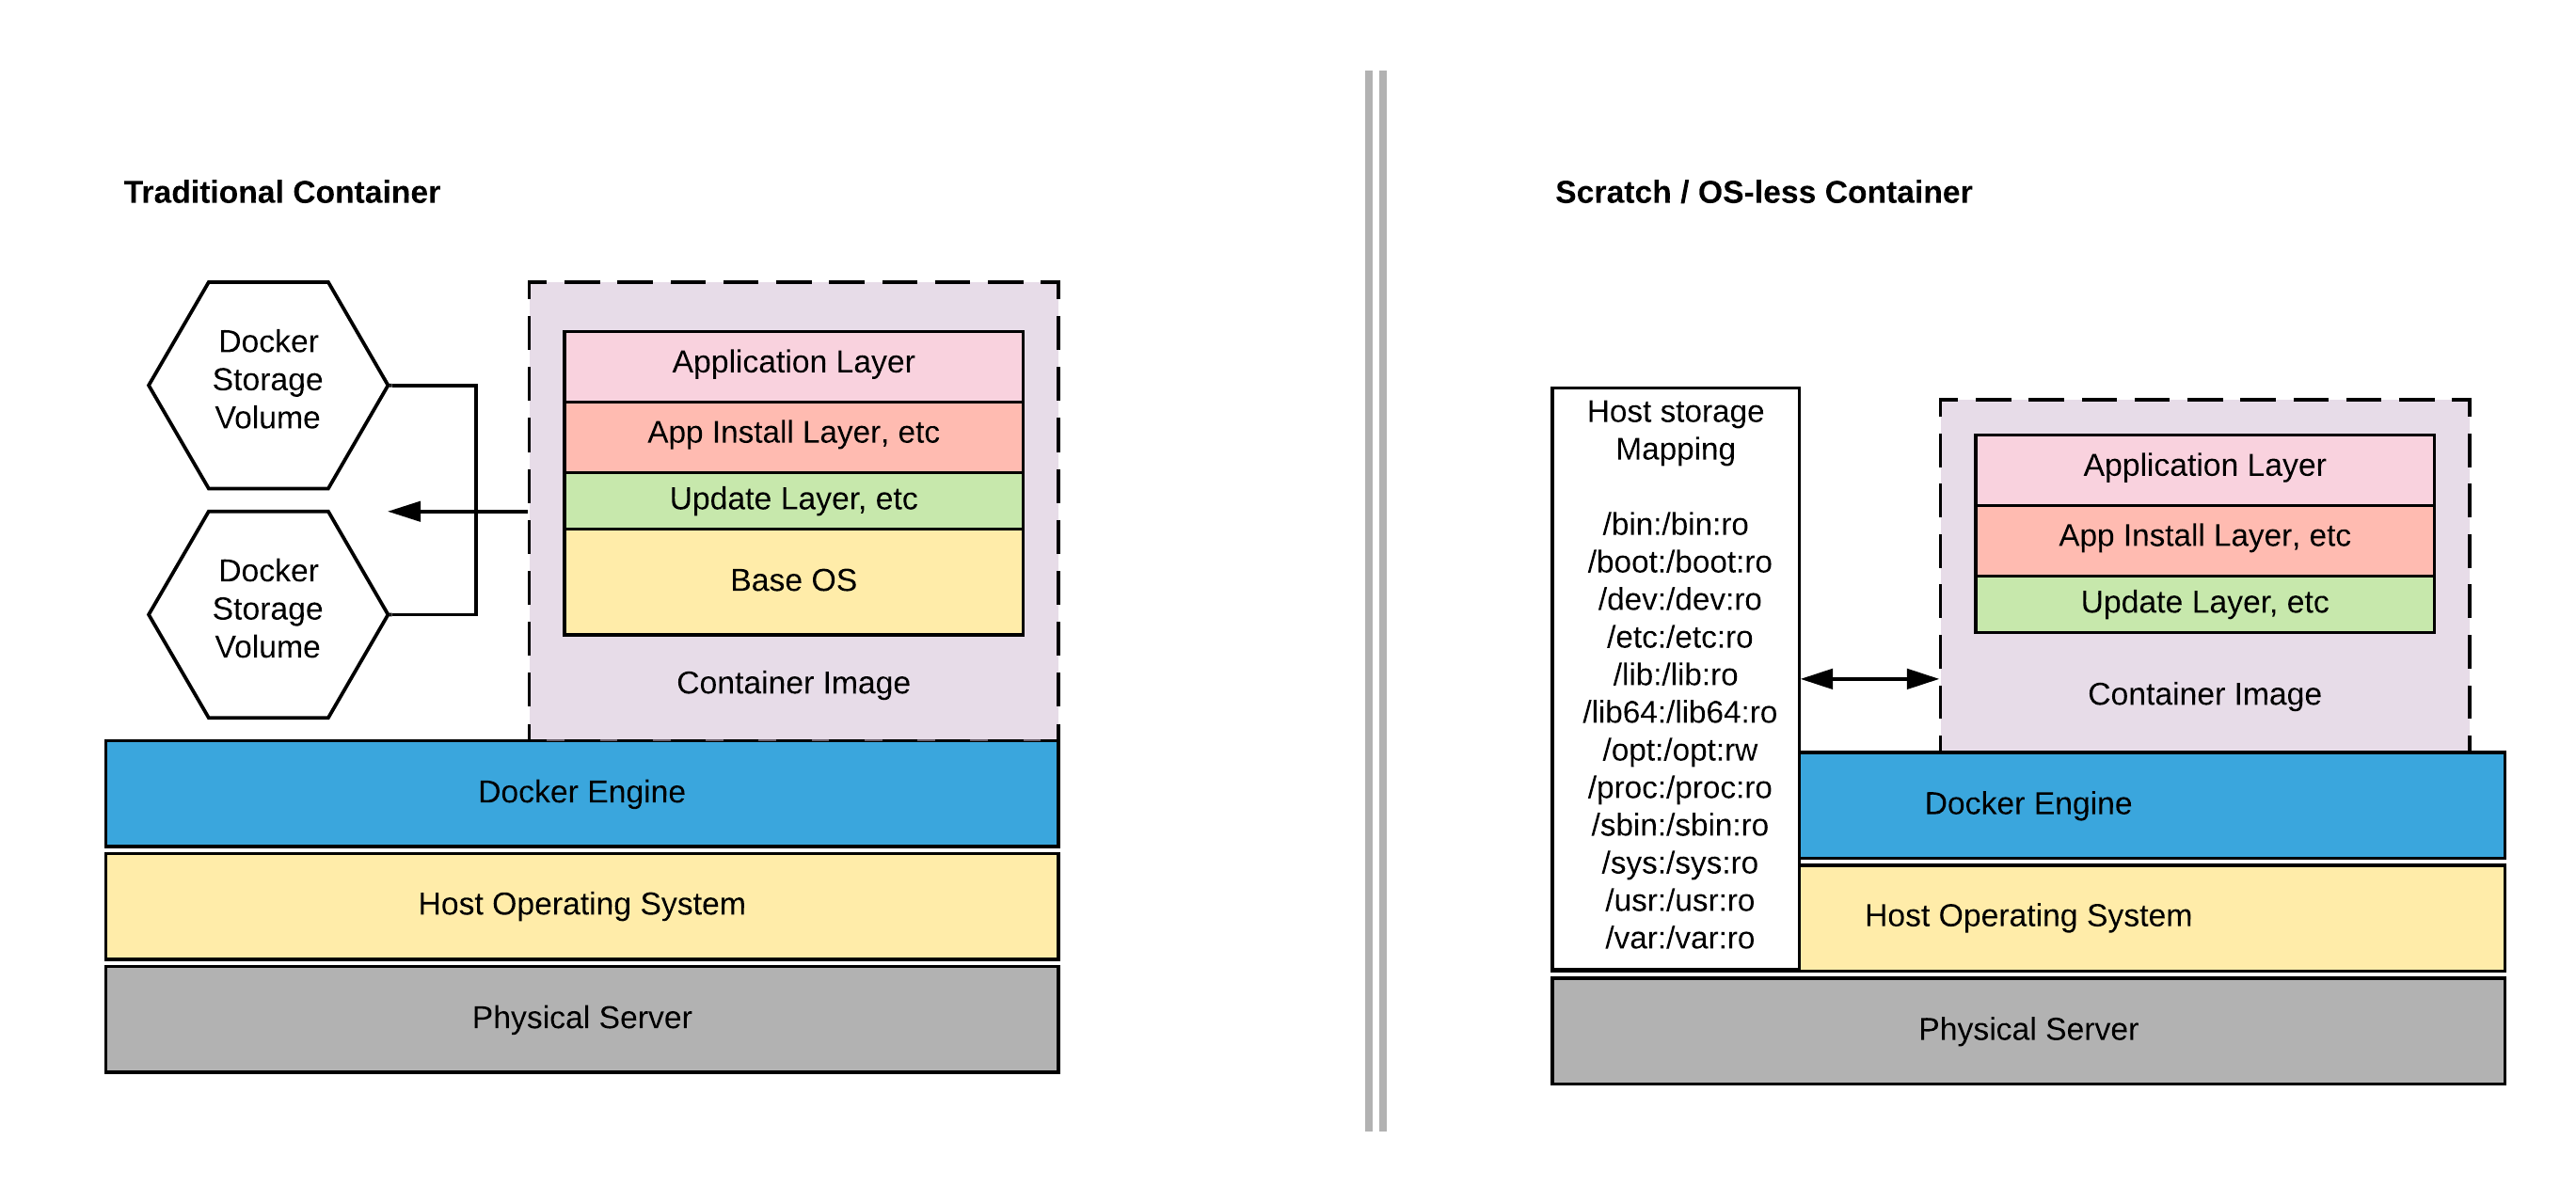 Traditional Container
Docker
Storage
Volume
Docker
Storage
Volume
Application Layer
App Install Layer, etc
Update Layer, etc
Base OS
Container Image
Docker Engine
Host Operating System
Physical Server
Scratch / OS-less Container
Host storage
Mapping
/bin:/bin:ro
/boot:/boot:ro
/dev:/dev:ro
/etc:/etc:ro
/lib:/lib:ro
/lib64:/lib64:ro
/opt:/opt:rw
/proc:/proc:ro
/sbin:/sbin:ro
/sys:/sys:ro
/usr:/usr:ro
/var:/var:ro
Application Layer
App Install Layer, etc
Update Layer, etc
Container Image
Docker Engine
Host Operating System
Physical Server